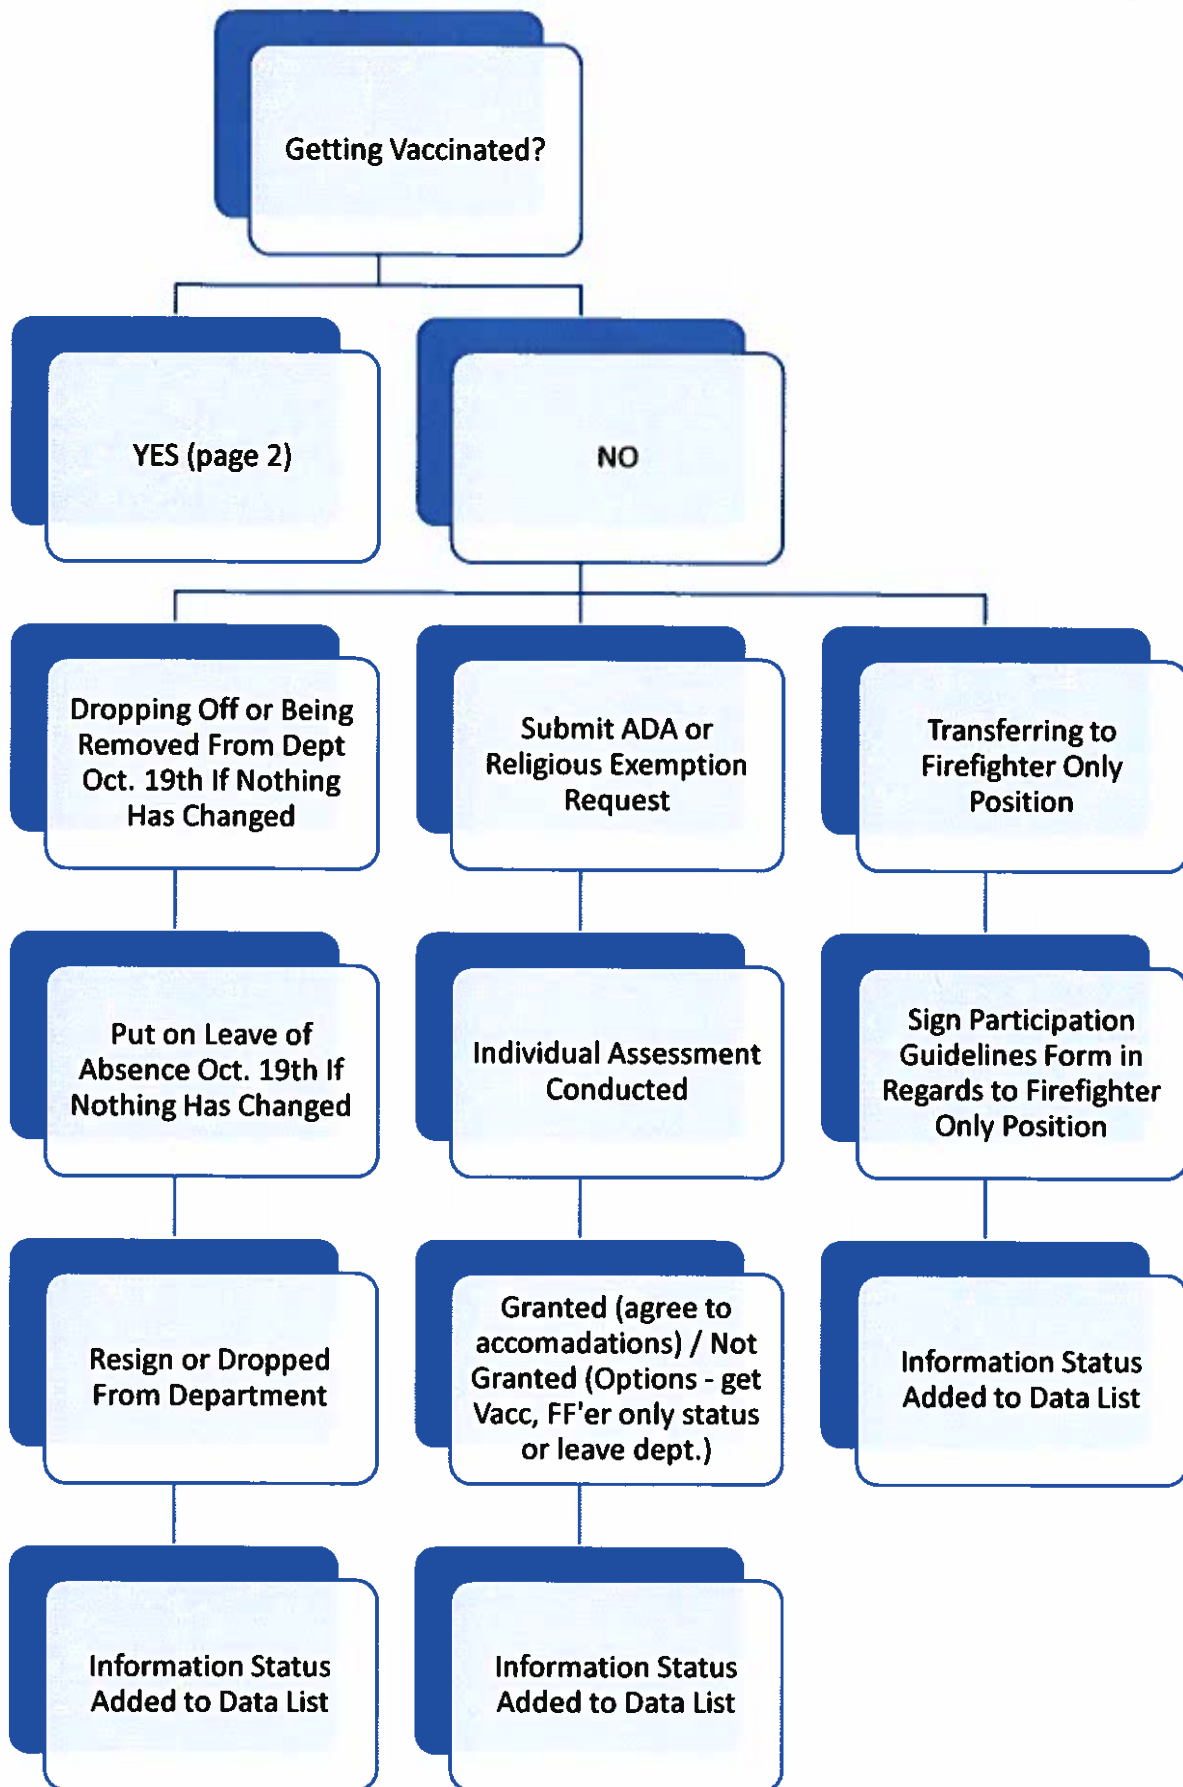 Getting Vaccinated?
YES (page 2)
NO
Dropping Off or Being
Removed From Dept
Oct. 19th If Nothing
Has Changed
Submit ADA or
Religious Exemption
Request
Transferring to
Firefighter Only
Position
Put on Leave of
Absence Oct. 19th If
Nothing Has Changed
Individual Assessment
Conducted
Sign Participation
Guidelines Form in
Regards to Firefighter
Only Position
Resign or Dropped
From Department
Granted (agree to
accomadations) / Not
Granted (Options - get
Vacc, FF'er only status
or leave dept.)
Information Status
Added to Data List
Information Status
Added to Data List
Information Status
Added to Data List